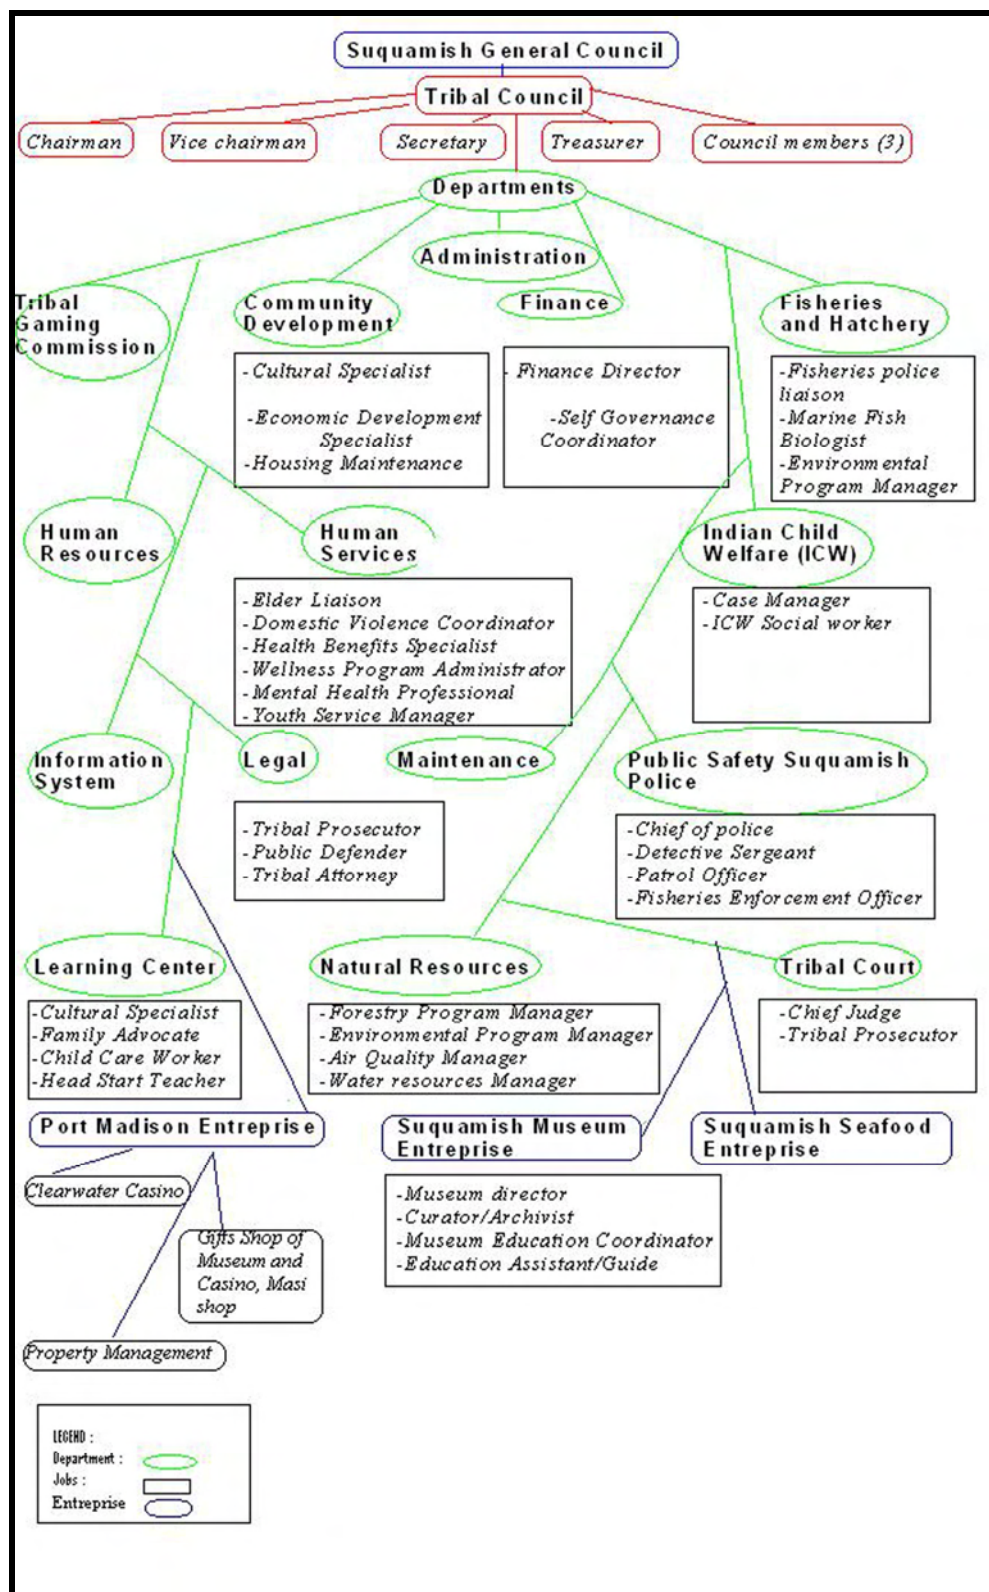 Suquamish General Council
Tribal Council
Chairman
Vice chairman
Secretary
Treasurer
Council members (3)
Departments
Administration
Tribal
Gaming
Commission
Community
Development
Finance
Fisheries
and Hatchery
-Cultural Specialist
-Economic Development
Specialist
-Housing Maintenance
- Finance Director
-Self Governance
Coordinator
-Fisheries police
liaison
-Marine Fish
Biologist
-Environmental
Program Manager
Human
Resources
Human
Services
Indian Child
Welfare (ICW)
-Elder Liaison
-Domestic Violence Coordinator
-Health Benefits Specialist
-Wellness Program Administrator
-Mental Health Professional
-Youth Service Manager
-Case Manager
-ICW Social worker
Information
System
Legal
Maintenance
Public Safety Suquamish
Police
-Tribal Prosecutor
-Public Defender
-Tribal Attorney
-Chief of police
-Detective Sergeant
-Patrol Officer
-Fisheries Enforcement Officer
Learning Center
Natural Resources
Tribal Court
-Cultural Specialist
-Family Advocate
-Child Care Worker
-Head Start Teacher
-Forestry Program Manager
-Environmental Program Manager
-Air Quality Manager
-Water resources Manager
-Chief Judge
-Tribal Prosecutor
Port Madison Entreprise
Suquamish Museum
Entreprise
Suquamish Seafood
Entreprise
Clearwater Casino
Gifts Shop of
Museum and
Casino, Masi
shop
-Museum director
-Curator/Archivist
-Museum Education Coordinator
-Education Assistant/Guide
Property Management
LEGEND :
Department :
Jobs :
Entreprise